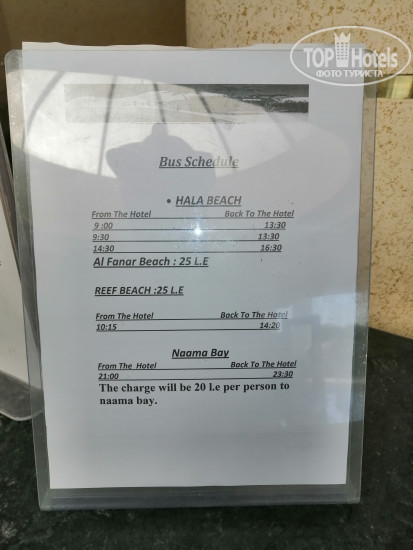 TOP Hotels
ФОТО ТУРИСТА
Bus Schedule
• HALA BEACH
From The Hotel Back To The Hotel
9 :00 13:30
9:30 13:30
14:30 16:30
Al Fanar Beach : 25 L.E
REEF BEACH :25 L.E
From The Hotel Back To The Hotel
10:15 14:20
Naama Bay
From The Hotel Back To The Hotel
21:00 23:30
The charge will be 20 l.e per person to
naama bay.